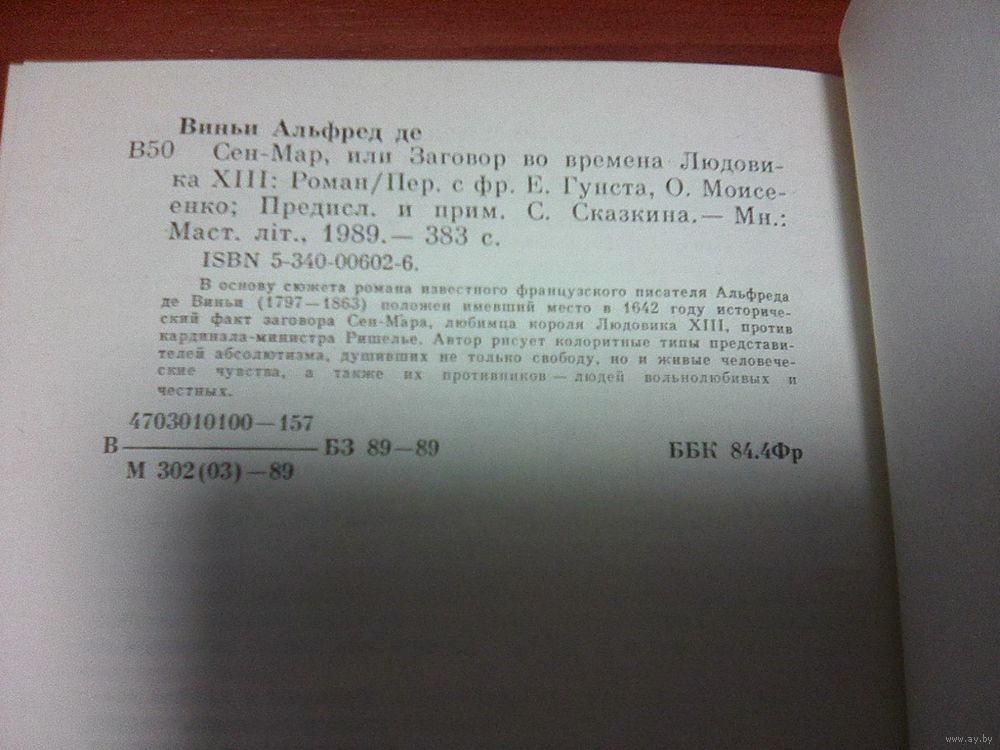 Виньи Альфред де
В50 Сен-Мар, или Заговор во времена Людови-
ка XIII: Роман/Пер. с фр. Е. Гунста, О. Моисе-
енко; Предисл. и прим. С. Сказкина.— Мн.:
Маст. літ., 1989.— 383 с.
ISBN 5-340-00602-6.
В основу сюжета романа известного французского писателя Альфреда
де Виньи (1797—1863) положен имевший место в 1642 году историче-
ский факт заговора Сен-Мара, любимца короля Людовика XIII, против
кардинала-министра Ришелье. Автор рисует колоритные типы представи-
телей абсолютизма, душивших не только свободу, но и живые человече-
ские чувства, а также их противников — людей вольнолюбивых и
честных.
4703010100—157
В ——— БЗ 89—89 ББК 84.4Фр
М 302(03)—89
www.ay.by